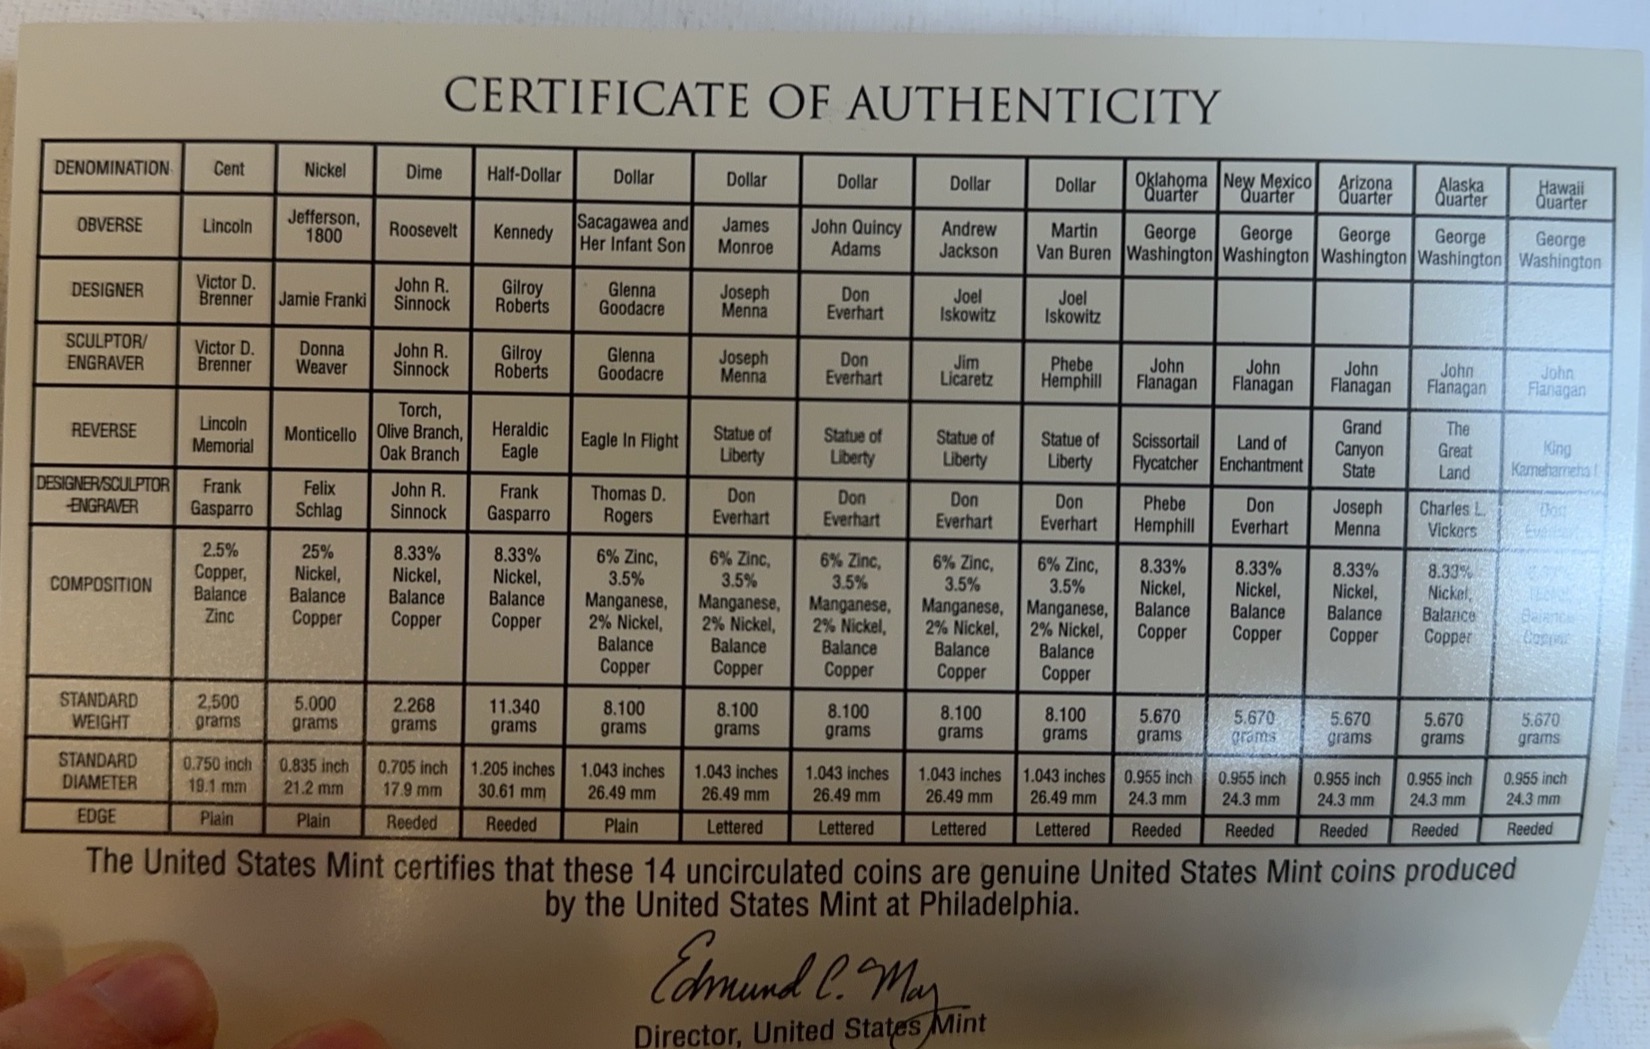 CERTIFICATE OF AUTHENTICITY
DENOMINATION Cent Nickel Dime Half-Dollar Dollar Dollar Dollar Dollar Dollar Oklahoma Quarter New Mexico Quarter Arizona Quarter Alaska Quarter Hawaii Quarter
OBVERSE Lincoln Jefferson, 1800 Roosevelt Kennedy Sacagawea and Her Infant Son James Monroe John Quincy Adams Andrew Jackson Martin Van Buren George Washington George Washington George Washington George Washington George Washington
DESIGNER Victor D. Brenner Jamie Franki John R. Sinnock Gilroy Roberts Glenna Goodacre Joseph Menna Don Everhart Joel Iskowitz Joel Iskowitz
SCULPTOR/ ENGRAVER Victor D. Brenner Donna Weaver John R. Sinnock Gilroy Roberts Glenna Goodacre Joseph Menna Don Everhart Jim Licaretz Phebe Hemphill John Flanagan John Flanagan John Flanagan John Flanagan John Flanagan
REVERSE Lincoln Memorial Monticello Torch, Olive Branch, Oak Branch Heraldic Eagle Eagle In Flight Statue of Liberty Statue of Liberty Statue of Liberty Statue of Liberty Scissortail Flycatcher Land of Enchantment Grand Canyon State The Great Land King Kamehameha I
DESIGNER/SCULPTOR -ENGRAVER Frank Gasparro Felix Schlag John R. Sinnock Frank Gasparro Thomas D. Rogers Don Everhart Don Everhart Don Everhart Don Everhart Phebe Hemphill Don Everhart Joseph Menna Charles L. Vickers Don Everhart
COMPOSITION 2.5% Copper, Balance Zinc 25% Nickel, Balance Copper 8.33% Nickel, Balance Copper 8.33% Nickel, Balance Copper 6% Zinc, 3.5% Manganese, 2% Nickel, Balance Copper 6% Zinc, 3.5% Manganese, 2% Nickel, Balance Copper 6% Zinc, 3.5% Manganese, 2% Nickel, Balance Copper 6% Zinc, 3.5% Manganese, 2% Nickel, Balance Copper 6% Zinc, 3.5% Manganese, 2% Nickel, Balance Copper 8.33% Nickel, Balance Copper 8.33% Nickel, Balance Copper 8.33% Nickel, Balance Copper 8.33% Nickel, Balance Copper Balance Copper
STANDARD WEIGHT 2,500 grams 5.000 grams 2.268 grams 11.340 grams 8.100 grams 8.100 grams 8.100 grams 8.100 grams 8.100 grams 5.670 grams 5.670 grams 5.670 grams 5.670 grams 5.670 grams
STANDARD DIAMETER 0.750 inch 19.1 mm 0.835 inch 21.2 mm 0.705 inch 17.9 mm 1.205 inches 30.61 mm 1.043 inches 26.49 mm 1.043 inches 26.49 mm 1.043 inches 26.49 mm 1.043 inches 26.49 mm 1.043 inches 26.49 mm 0.955 inch 24.3 mm 0.955 inch 24.3 mm 0.955 inch 24.3 mm 0.955 inch 24.3 mm 0.955 inch 24.3 mm
EDGE Plain Plain Reeded Reeded Plain Lettered Lettered Lettered Lettered Reeded Reeded Reeded Reeded Reeded
The United States Mint certifies that these 14 uncirculated coins are genuine United States Mint coins produced
by the United States Mint at Philadelphia.
Edmund C. Moy
Director, United States Mint